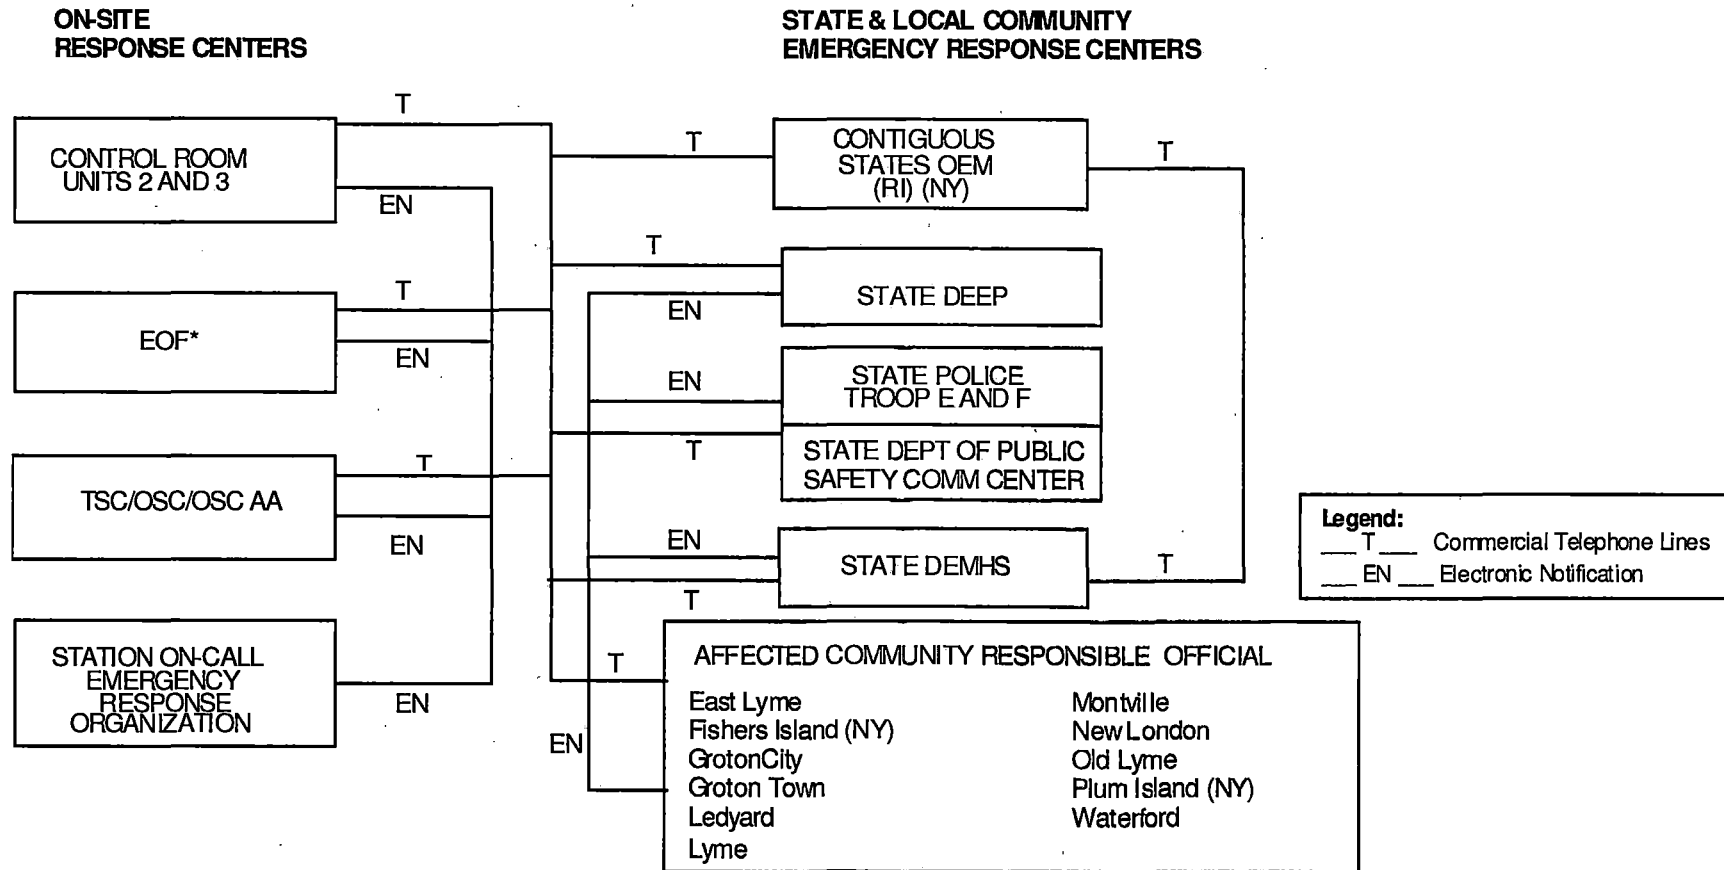 ON-SITE
RESPONSE CENTERS
STATE & LOCAL COMMUNITY
EMERGENCY RESPONSE CENTERS
T
CONTROL ROOM
UNITS 2 AND 3
EN
T
CONTIGUOUS
STATES OEM
(RI) (NY)
T
T
STATE DEEP
EN
T
EOF*
EN
EN
STATE POLICE
TROOP E AND F
T
STATE DEPT OF PUBLIC
SAFETY COMM CENTER
T
TSC/OSC/OSC AA
EN
EN
STATE DEMHS
T
T
Legend:
___ T ___ Commercial Telephone Lines
___ EN ___ Electronic Notification
STATION ON-CALL
EMERGENCY
RESPONSE
ORGANIZATION
EN
T
EN
AFFECTED COMMUNITY RESPONSIBLE OFFICIAL
East Lyme
Fishers Island (NY)
Groton City
Groton Town
Ledyard
Lyme
Montville
New London
Old Lyme
Plum Island (NY)
Waterford